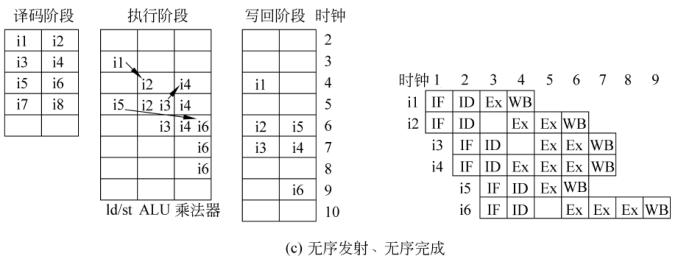 译码阶段 执行阶段 写回阶段 时钟
i1 i2 2
i3 i4 i1 3
i5 i6 i2 i4 i1 4
i7 i8 i5 i2 i3 i4 5
i3 i4 i6 i2 i5 6
i6 i3 i4 7
i6 8
i6 9
10
ld/st ALU 乘法器
时钟 1 2 3 4 5 6 7 8 9
i1 IF ID Ex WB
i2 IF ID Ex Ex WB
i3 IF ID Ex Ex WB
i4 IF ID Ex Ex Ex WB
i5 IF ID Ex WB
i6 IF ID Ex Ex Ex WB
(c) 无序发射、无序完成